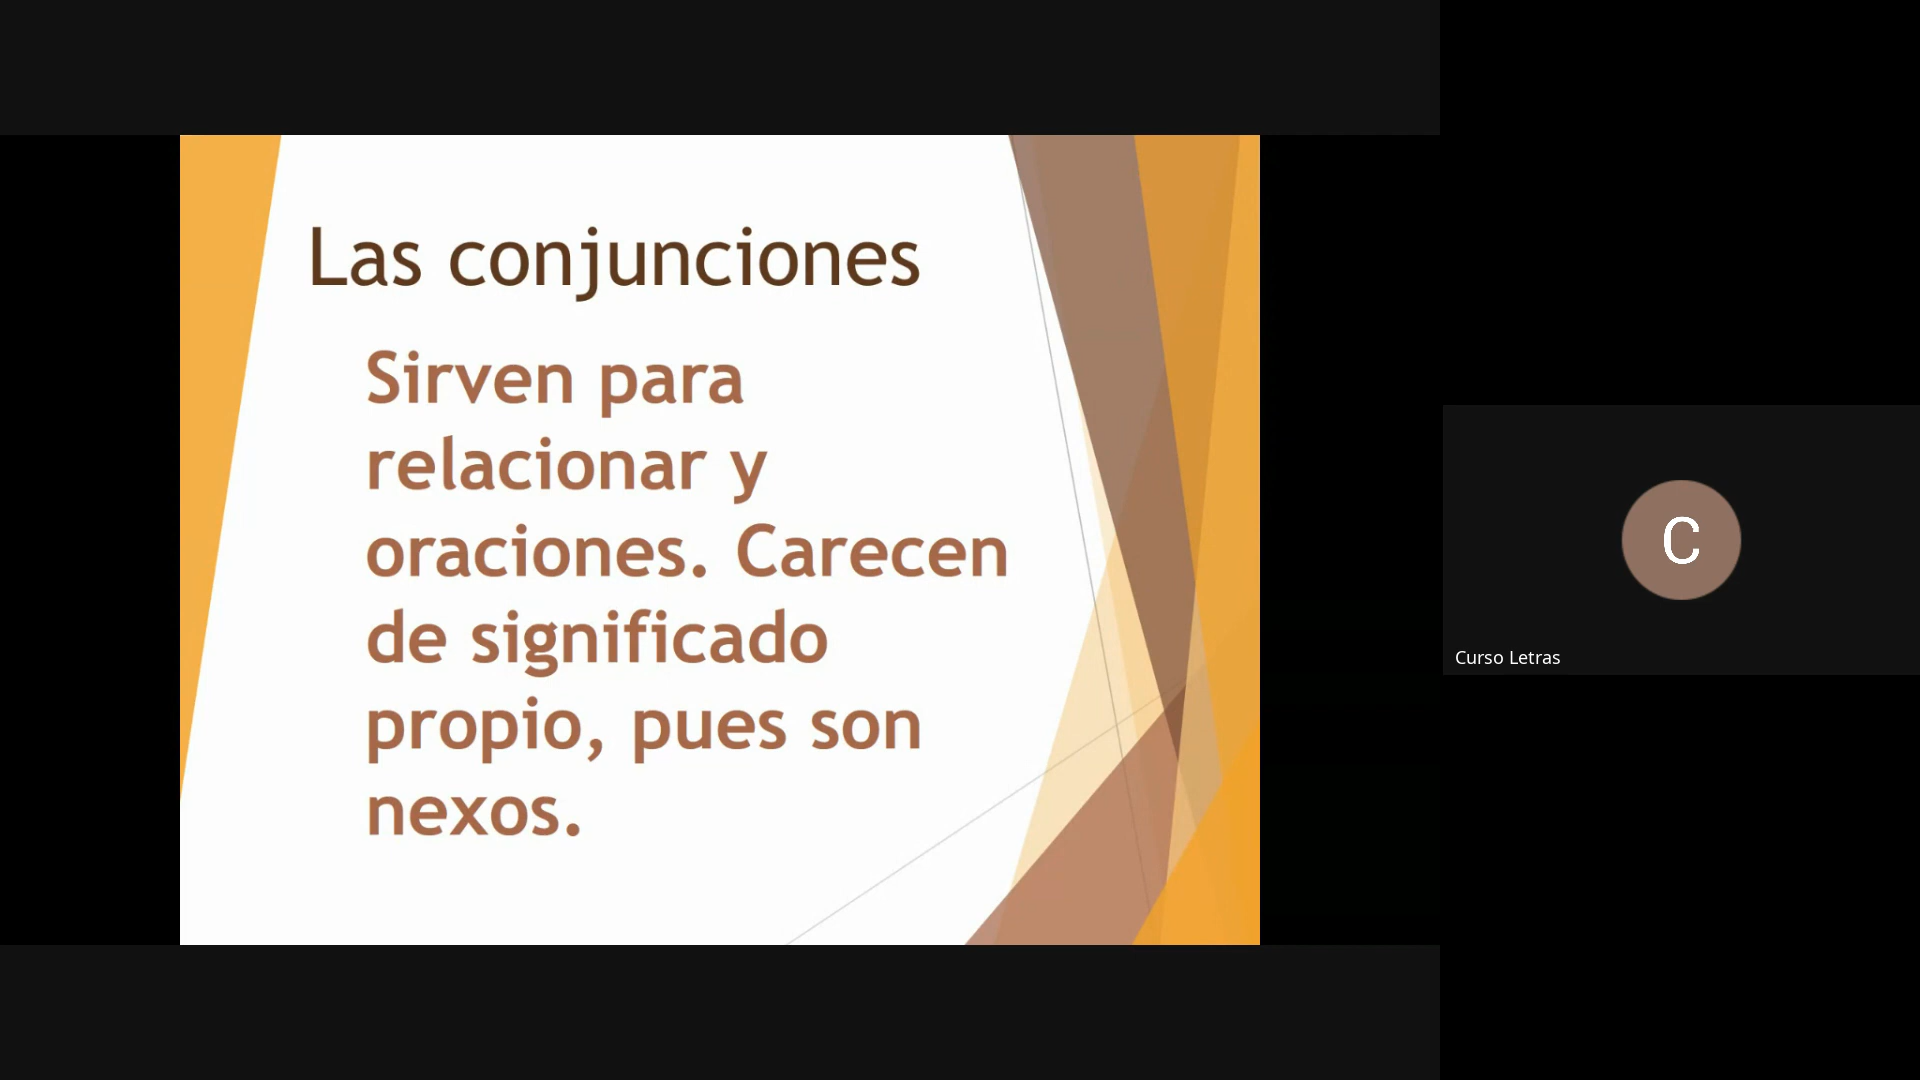 Las conjunciones
Sirven para
relacionar y
oraciones. Carecen
de significado
propio, pues son
nexos.
C
Curso Letras